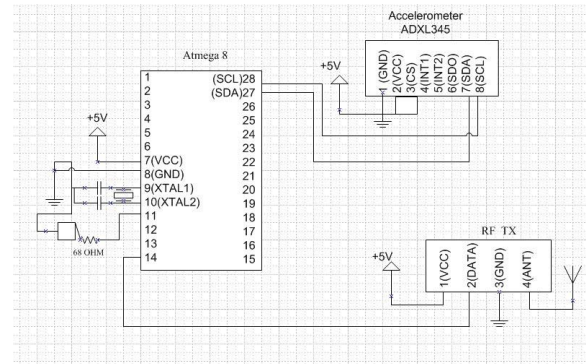 Accelerometer
ADXL345
1 (GND)
2(VCC)
3(CS)
4(INT1)
5(INT2)
6(SDO)
7(SDA)
8(SCL)
+5V
Atmega 8
1
2
3
4
5
6
7(VCC)
8(GND)
9(XTAL1)
10(XTAL2)
11
12
13
14
(SCL)28
(SDA)27
26
25
24
23
22
21
20
19
18
17
16
15
+5V
68 OHM
RF TX
1(VCC)
2(DATA)
3(GND)
4(ANT)
+5V